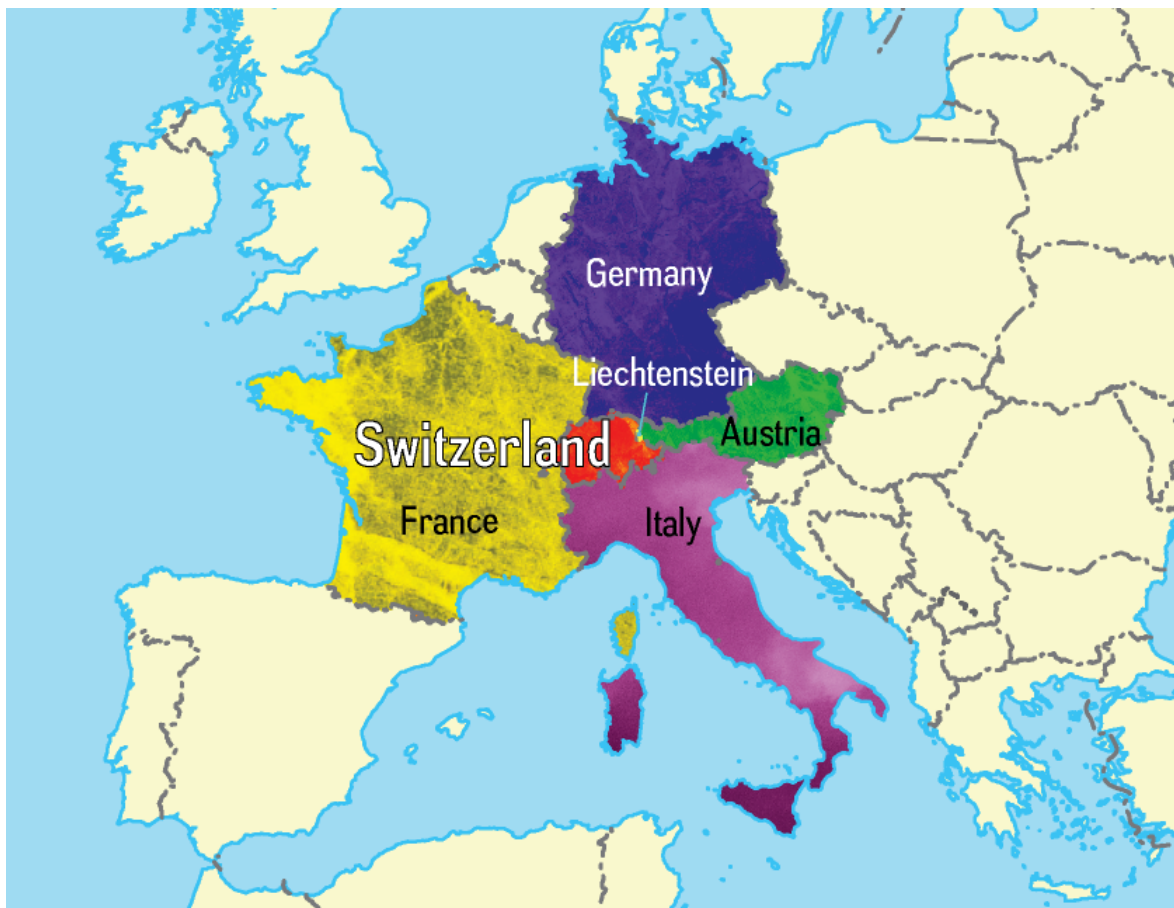 Germany
Liechtenstein
Austria
Switzerland
France
Italy